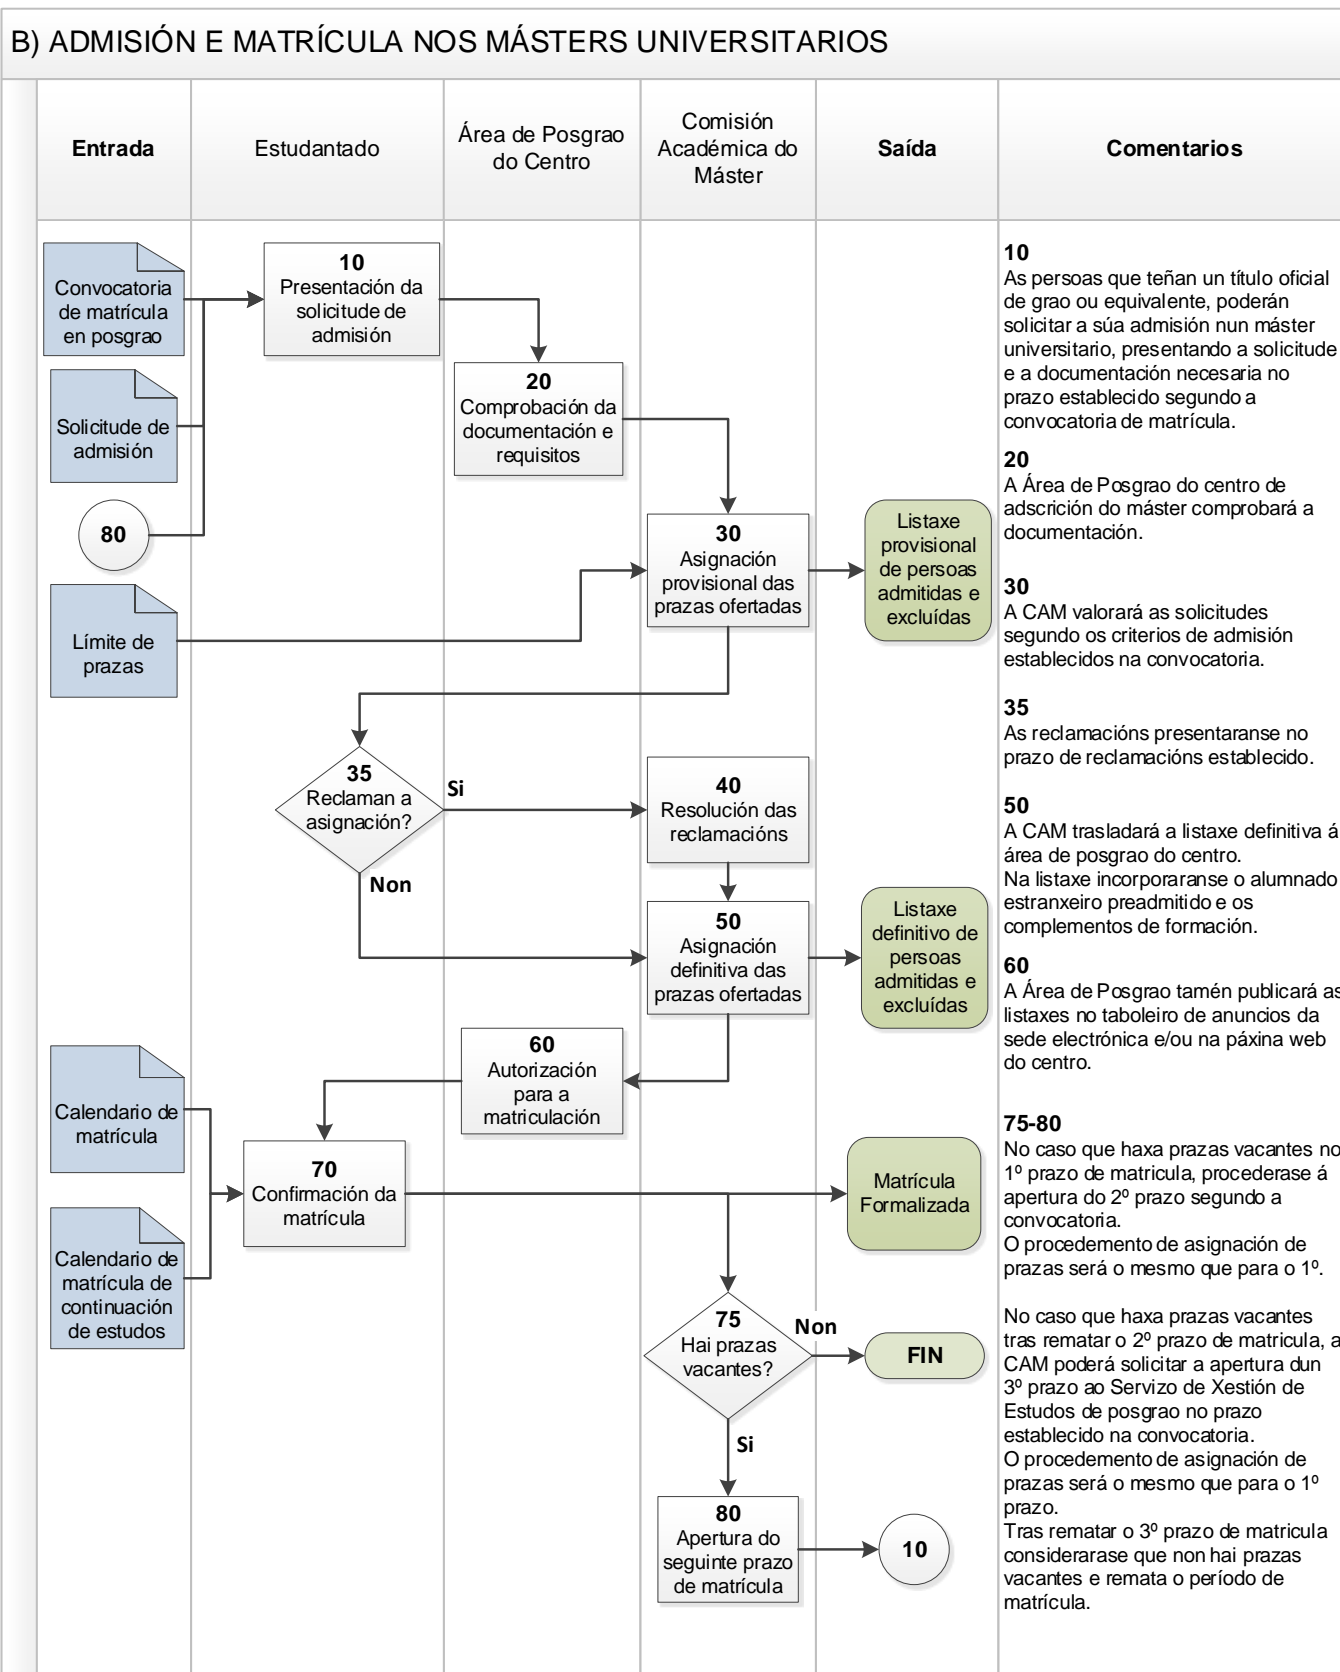 B) ADMISIÓN E MATRÍCULA NOS MÁSTERS UNIVERSITARIOS
Entrada
Estudantado
Área de Posgrao
do Centro
Comisión
Académica do
Máster
Saída
Comentarios
Convocatoria
de matrícula
en posgrao
Solicitude de
admisión
80
Límite de
prazas
10
Presentación da
solicitude de
admisión
20
Comprobación da
documentación e
requisitos
30
Asignación
provisional das
prazas ofertadas
Listaxe
provisional
de persoas
admitidas e
excluídas
35
Reclaman a
asignación?
Si
Non
40
Resolución das
reclamacións
50
Asignación
definitiva das
prazas ofertadas
Listaxe
definitivo de
persoas
admitidas e
excluídas
60
Autorización
para a
matriculación
Calendario de
matrícula
Calendario de
matrícula de
continuación
de estudos
70
Confirmación da
matrícula
Matrícula
Formalizada
75
Hai prazas
vacantes?
Non
FIN
Si
80
Apertura do
seguinte prazo
de matrícula
10
10
As persoas que teñan un título oficial
de grao ou equivalente, poderán
solicitar a súa admisión nun máster
universitario, presentando a solicitude
e a documentación necesaria no
prazo establecido segundo a
convocatoria de matrícula.
20
A Área de Posgrao do centro de
adscrición do máster comprobará a
documentación.
30
A CAM valorará as solicitudes
segundo os criterios de admisión
establecidos na convocatoria.
35
As reclamacións presentaranse no
prazo de reclamacións establecido.
50
A CAM trasladará a listaxe definitiva á
área de posgrao do centro.
Na listaxe incorporaranse o alumnado
estranxeiro preadmitido e os
complementos de formación.
60
A Área de Posgrao tamén publicará as
listaxes no taboleiro de anuncios da
sede electrónica e/ou na páxina web
do centro.
75-80
No caso que haxa prazas vacantes no
1º prazo de matricula, procederase á
apertura do 2º prazo segundo a
convocatoria.
O procedemento de asignación de
prazas será o mesmo que para o 1º.
No caso que haxa prazas vacantes
tras rematar o 2º prazo de matricula, a
CAM poderá solicitar a apertura dun
3º prazo ao Servizo de Xestión de
Estudos de posgrao no prazo
establecido na convocatoria.
O procedemento de asignación de
prazas será o mesmo que para o 1º
prazo.
Tras rematar o 3º prazo de matricula
considerarase que non hai prazas
vacantes e remata o período de
matrícula.